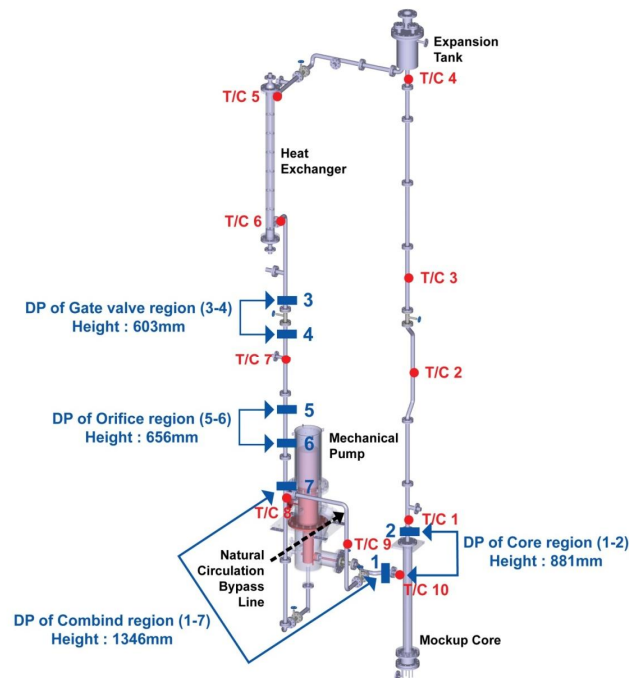 Expansion
Tank
T/C 4
T/C 5
Heat
Exchanger
T/C 6
T/C 3
3
DP of Gate valve region (3-4)
Height : 603mm
4
T/C 7
T/C 2
5
DP of Orifice region (5-6)
Height : 656mm
6
Mechanical
Pump
7
T/C 8
T/C 1
2
T/C 9
DP of Core region (1-2)
Height : 881mm
1
Natural
Circulation
Bypass
Line
T/C 10
DP of Combind region (1-7)
Height : 1346mm
Mockup Core